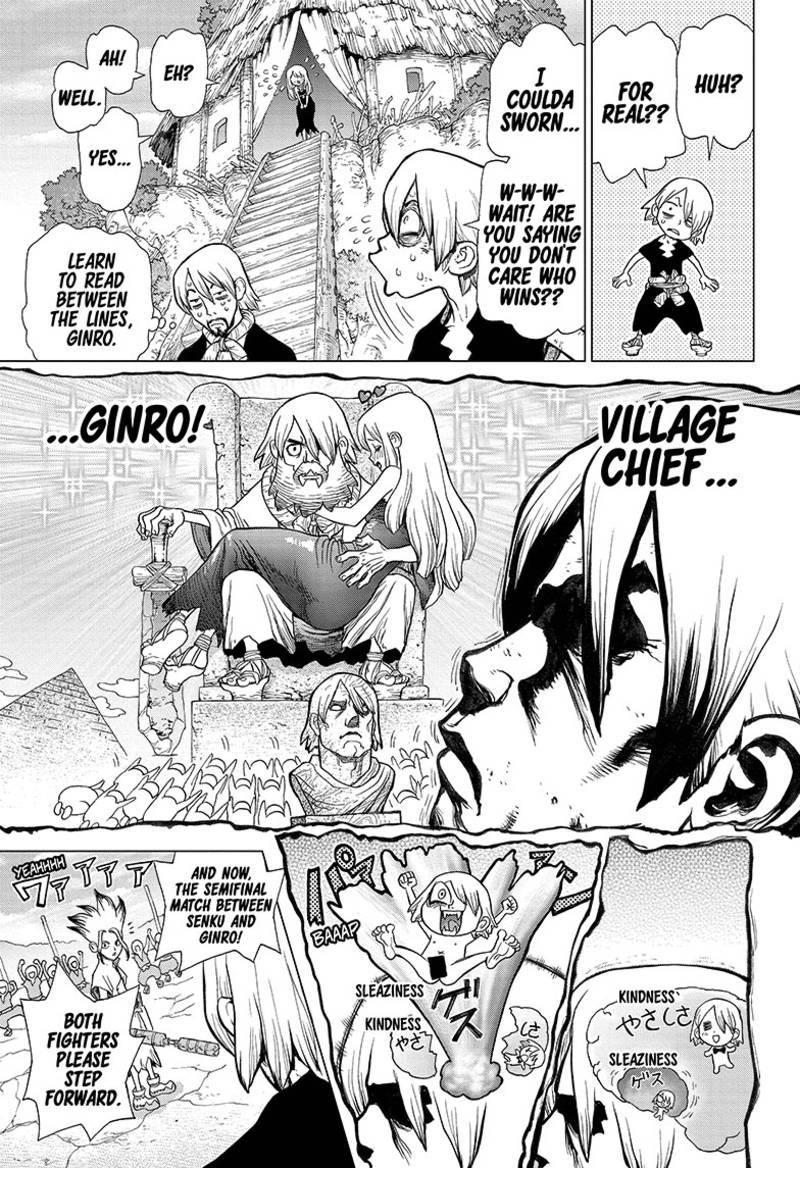 HUH?
FOR
REAL??
I
COULDA
SWORN...
W-W-W-
WAIT! ARE
YOU SAYING
YOU DON'T
CARE WHO
WINS??
EH?
AH!
WELL.
YES...
LEARN
TO READ
BETWEEN
THE LINES,
GINRO.
VILLAGE
CHIEF...
...GINRO!
KINDNESS
やさしさ
SLEAZINESS
ゲス
パァ
BAAAP
SLEAZINESS
ゲス
KINDNESS
やさ
しさ
AND NOW,
THE SEMIFINAL
MATCH BETWEEN
SENKU AND
GINRO!
YEAHHHH
ワァァァァ
BOTH
FIGHTERS
PLEASE
STEP
FORWARD.